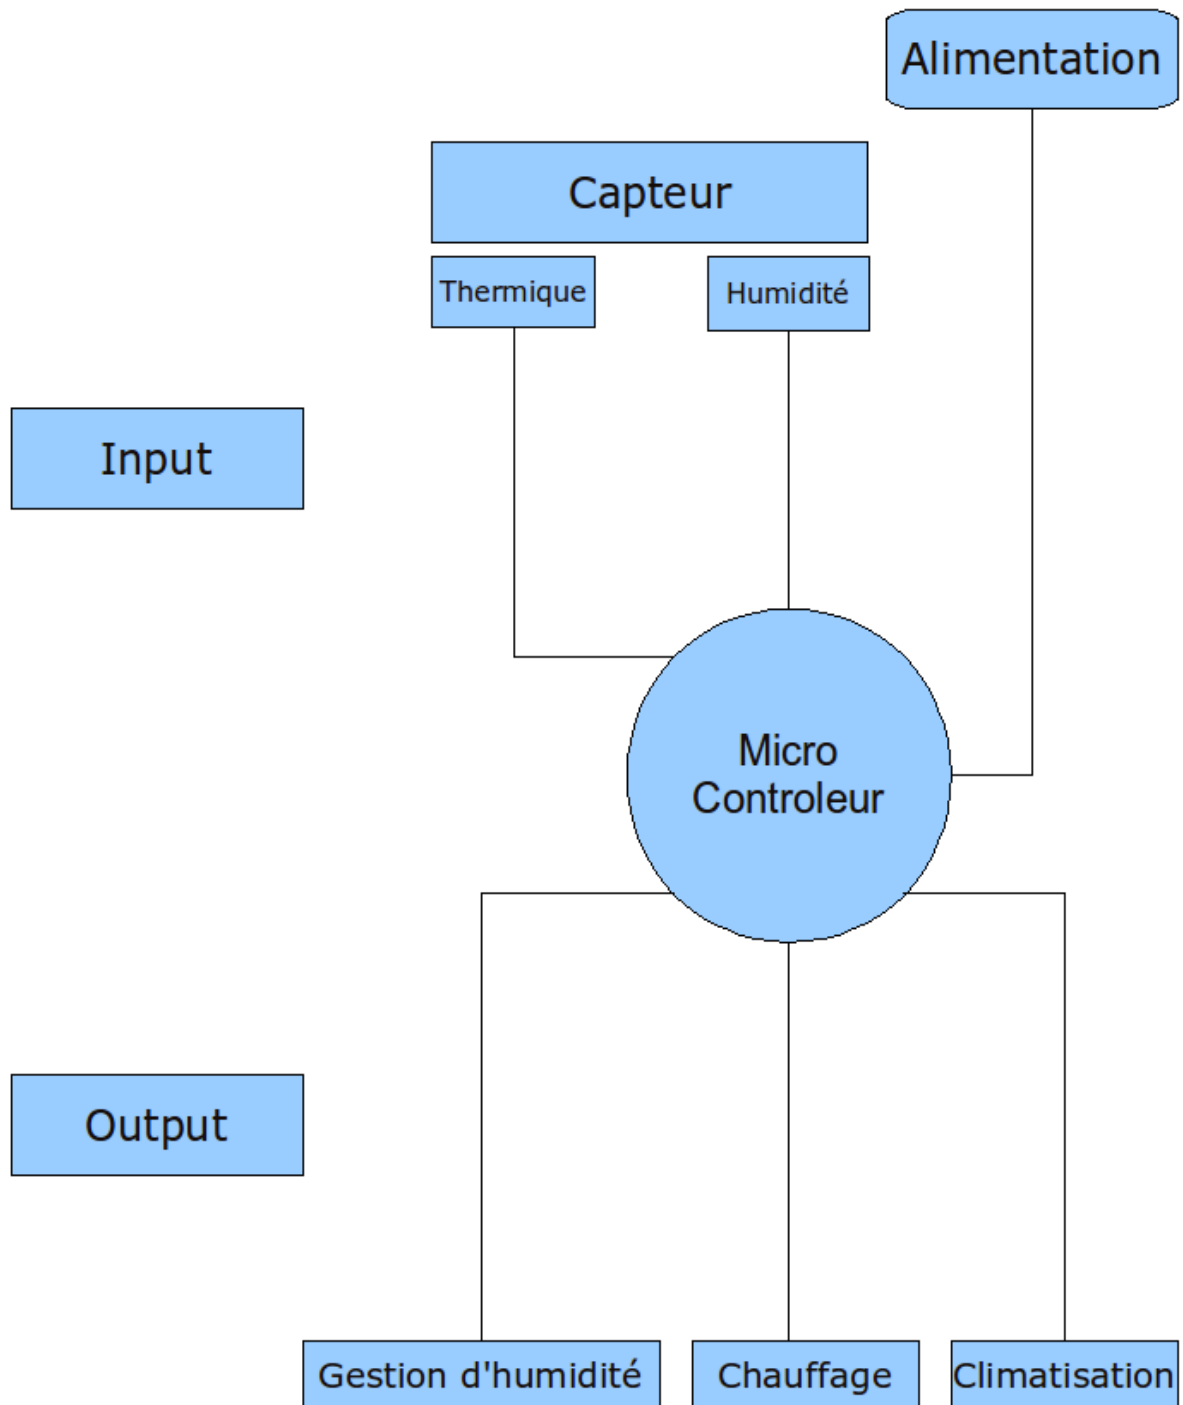 Alimentation
Capteur
Thermique
Humidité
Input
Micro
Controleur
Output
Gestion d'humidité
Chauffage
Climatisation